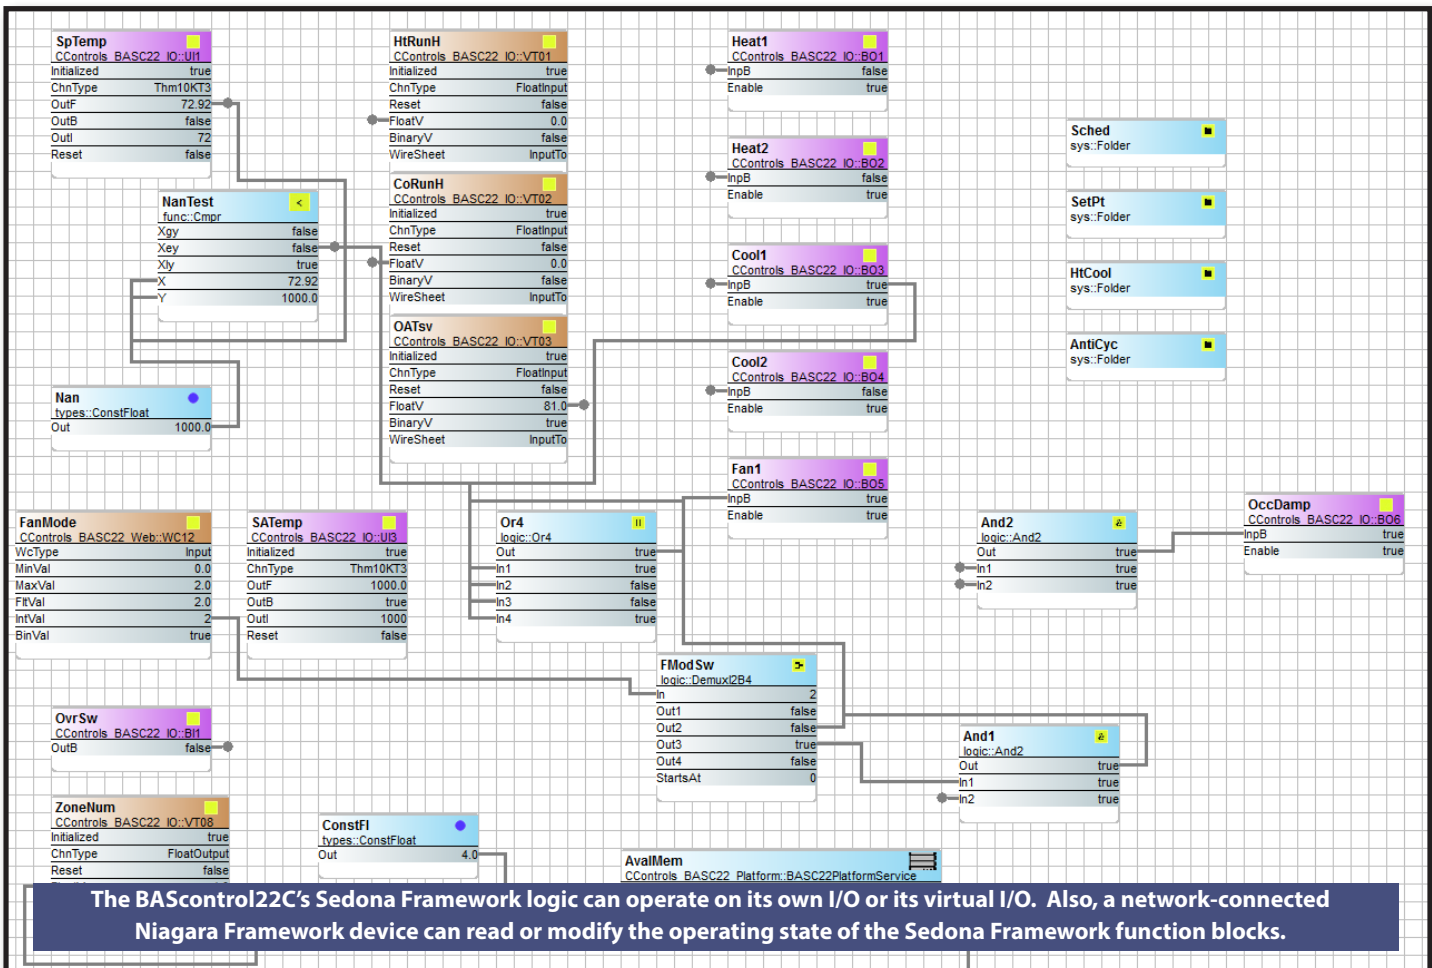 SpTemp
CControls_BASC22_IO::UI1
Initialized true
ChnType Thm10KT3
OutF 72.92
OutB false
OutI 72
Reset false
HtRunH
CControls_BASC22_IO::VT01
Initialized true
ChnType FloatInput
Reset false
FloatV 0.0
BinaryV false
WireSheet InputTo
Heat1
CControls_BASC22_IO::BO1
InpB false
Enable true
Sched
sys::Folder
Heat2
CControls_BASC22_IO::BO2
InpB false
Enable true
NanTest
<
func::Cmpr
Xgy false
Xey false
Xly true
X 72.92
Y 1000.0
CoRunH
CControls_BASC22_IO::VT02
Initialized true
ChnType FloatInput
Reset false
FloatV 0.0
BinaryV false
WireSheet InputTo
SetPt
sys::Folder
Cool1
CControls_BASC22_IO::BO3
InpB true
Enable true
HtCool
sys::Folder
OATsv
CControls_BASC22_IO::VT03
Initialized true
ChnType FloatInput
Reset false
FloatV 81.0
BinaryV true
WireSheet InputTo
AntiCyc
sys::Folder
Cool2
CControls_BASC22_IO::BO4
InpB false
Enable true
Nan
types::ConstFloat
Out 1000.0
Fan1
CControls_BASC22_IO::BO5
InpB true
Enable true
OccDamp
CControls_BASC22_IO::BO6
InpB true
Enable true
FanMode
CControls_BASC22_Web::WC12
WcType Input
MinVal 0.0
MaxVal 2.0
FltVal 2.0
IntVal 2
BinVal true
SATemp
CControls_BASC22_IO::UI3
Initialized true
ChnType Thm10KT3
OutF 1000.0
OutB true
OutI 1000
Reset false
Or4
logic::Or4
Out true
In1 true
In2 false
In3 false
In4 true
And2
&
logic::And2
Out true
In1 true
In2 true
FModSw
logic::DemuxI2B4
In 2
Out1 false
Out2 false
Out3 true
Out4 false
StartsAt 0
OvrSw
CControls_BASC22_IO::BI1
OutB false
And1
&
logic::And2
Out true
In1 true
In2 true
ZoneNum
CControls_BASC22_IO::VT08
Initialized true
ChnType FloatOutput
Reset false
ConstFl
types::ConstFloat
Out 4.0
AvalMem
CControls_BASC22_Platform::BASC22PlatformService
The BAScontrol22C's Sedona Framework logic can operate on its own I/O or its virtual I/O. Also, a network-connected
Niagara Framework device can read or modify the operating state of the Sedona Framework function blocks.